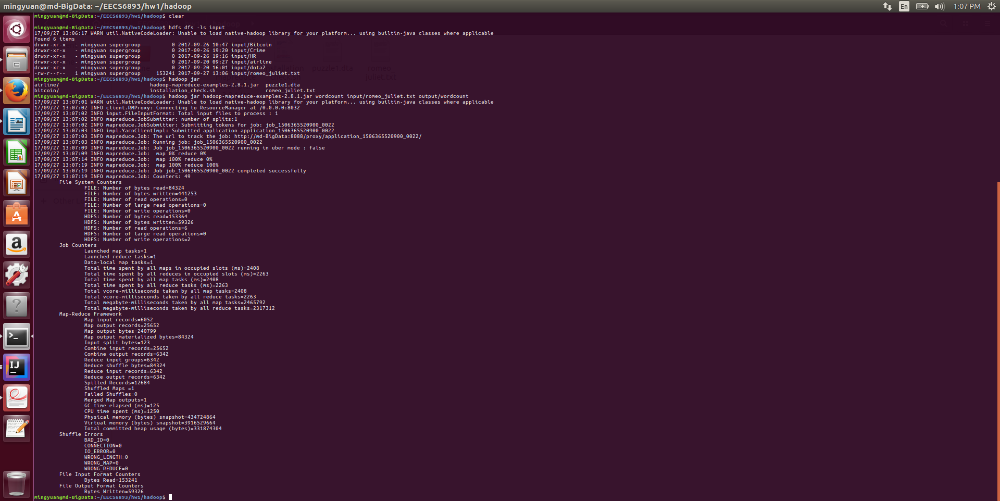 mingyuan@md-BigData: ~/EECS6893/hw1/hadoop
En
1:07 PM
mingyuan@md-BigData:~/EECS6893/hw1/hadoop$ clear
mingyuan@md-BigData:~/EECS6893/hw1/hadoop$ hdfs dfs -ls input
17/09/27 13:06:17 WARN util.NativeCodeLoader: Unable to load native-hadoop library for your platform... using builtin-java classes where applicable
Found 6 items
drwxr-xr-x   - mingyuan supergroup          0 2017-09-26 10:47 input/Bitcoin
drwxr-xr-x   - mingyuan supergroup          0 2017-09-26 19:20 input/Crime
drwxr-xr-x   - mingyuan supergroup          0 2017-09-26 19:16 input/HR
drwxr-xr-x   - mingyuan supergroup          0 2017-09-20 09:27 input/airline
drwxr-xr-x   - mingyuan supergroup          0 2017-09-20 16:01 input/dota2
-rw-r--r--   1 mingyuan supergroup     153241 2017-09-27 13:06 input/romeo_juliet.txt
mingyuan@md-BigData:~/EECS6893/hw1/hadoop$ hadoop jar
airline/                             hadoop-mapreduce-examples-2.8.1.jar  puzzle1.dta
bitcoin/                             installation_check.sh                romeo_juliet.txt
mingyuan@md-BigData:~/EECS6893/hw1/hadoop$ hadoop jar hadoop-mapreduce-examples-2.8.1.jar wordcount input/romeo_juliet.txt output/wordcount
17/09/27 13:07:01 WARN util.NativeCodeLoader: Unable to load native-hadoop library for your platform... using builtin-java classes where applicable
17/09/27 13:07:02 INFO client.RMProxy: Connecting to ResourceManager at /0.0.0.0:8032
17/09/27 13:07:02 INFO input.FileInputFormat: Total input files to process : 1
17/09/27 13:07:02 INFO mapreduce.JobSubmitter: number of splits:1
17/09/27 13:07:02 INFO mapreduce.JobSubmitter: Submitting tokens for job: job_1506365520900_0022
17/09/27 13:07:03 INFO impl.YarnClientImpl: Submitted application application_1506365520900_0022
17/09/27 13:07:03 INFO mapreduce.Job: The url to track the job: http://md-BigData:8088/proxy/application_1506365520900_0022/
17/09/27 13:07:03 INFO mapreduce.Job: Running job: job_1506365520900_0022
17/09/27 13:07:09 INFO mapreduce.Job: Job job_1506365520900_0022 running in uber mode : false
17/09/27 13:07:09 INFO mapreduce.Job:  map 0% reduce 0%
17/09/27 13:07:14 INFO mapreduce.Job:  map 100% reduce 0%
17/09/27 13:07:19 INFO mapreduce.Job:  map 100% reduce 100%
17/09/27 13:07:19 INFO mapreduce.Job: Job job_1506365520900_0022 completed successfully
17/09/27 13:07:19 INFO mapreduce.Job: Counters: 49
File System Counters
FILE: Number of bytes read=84324
FILE: Number of bytes written=441253
FILE: Number of read operations=0
FILE: Number of large read operations=0
FILE: Number of write operations=0
HDFS: Number of bytes read=153364
HDFS: Number of bytes written=59326
HDFS: Number of read operations=6
HDFS: Number of large read operations=0
HDFS: Number of write operations=2
Job Counters
Launched map tasks=1
Launched reduce tasks=1
Data-local map tasks=1
Total time spent by all maps in occupied slots (ms)=2408
Total time spent by all reduces in occupied slots (ms)=2263
Total time spent by all map tasks (ms)=2408
Total time spent by all reduce tasks (ms)=2263
Total vcore-milliseconds taken by all map tasks=2408
Total vcore-milliseconds taken by all reduce tasks=2263
Total megabyte-milliseconds taken by all map tasks=2465792
Total megabyte-milliseconds taken by all reduce tasks=2317312
Map-Reduce Framework
Map input records=6052
Map output records=25652
Map output bytes=240799
Map output materialized bytes=84324
Input split bytes=123
Combine input records=25652
Combine output records=6342
Reduce input groups=6342
Reduce shuffle bytes=84324
Reduce input records=6342
Reduce output records=6342
Spilled Records=12684
Shuffled Maps =1
Failed Shuffles=0
Merged Map outputs=1
GC time elapsed (ms)=125
CPU time spent (ms)=1250
Physical memory (bytes) snapshot=434724864
Virtual memory (bytes) snapshot=3916529664
Total committed heap usage (bytes)=331874304
Shuffle Errors
BAD_ID=0
CONNECTION=0
IO_ERROR=0
WRONG_LENGTH=0
WRONG_MAP=0
WRONG_REDUCE=0
File Input Format Counters
Bytes Read=153241
File Output Format Counters
Bytes Written=59326
mingyuan@md-BigData:~/EECS6893/hw1/hadoop$